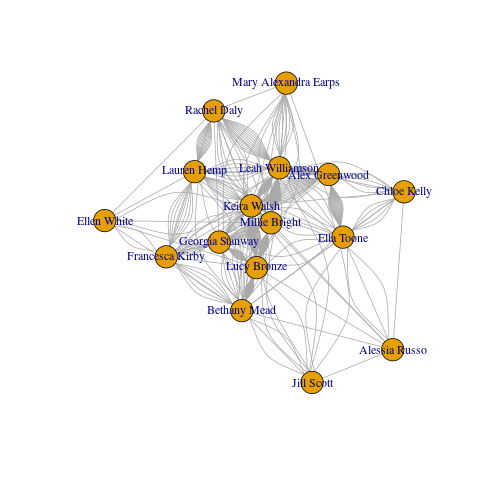 Mary Alexandra Earps
Rachel Daly
Lauren Hemp
Leah Williamson
Alex Greenwood
Chloe Kelly
Keira Walsh
Ellen White
Millie Bright
Georgia Stanway
Ella Toone
Francesca Kirby
Lucy Bronze
Bethany Mead
Alessia Russo
Jill Scott